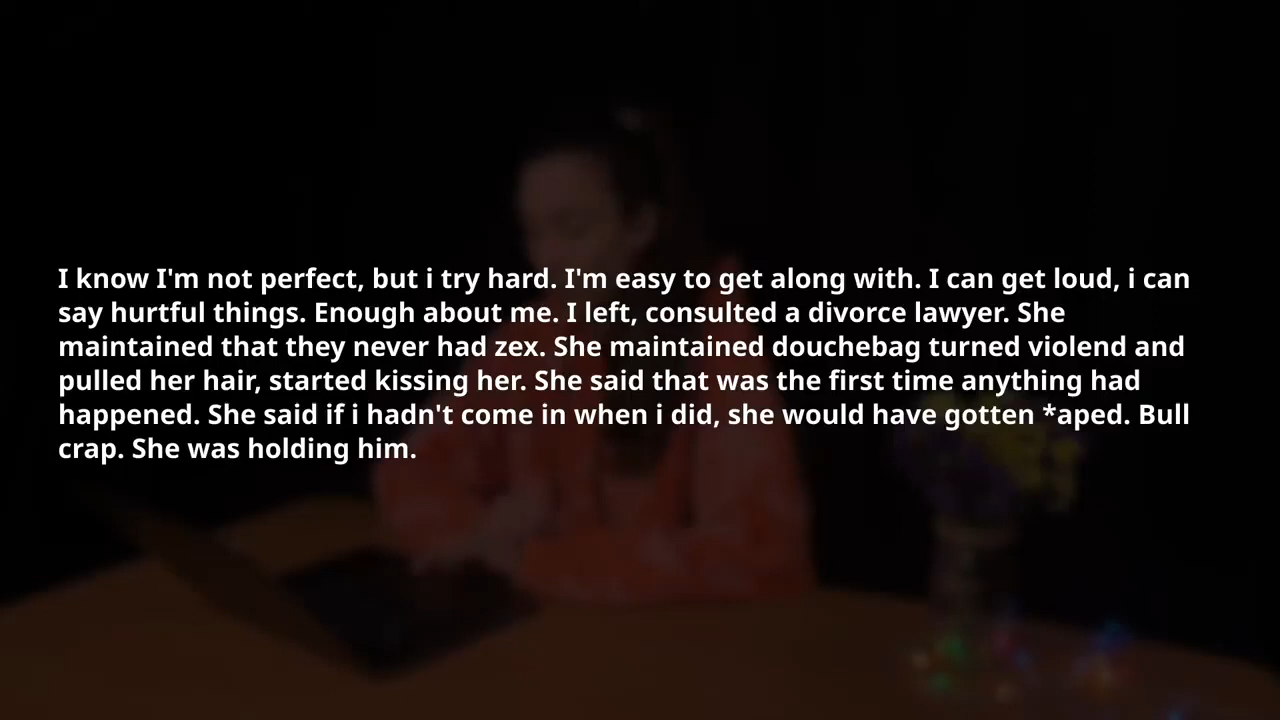 I know I'm not perfect, but i try hard. I'm easy to get along with. I can get loud, i can
say hurtful things. Enough about me. I left, consulted a divorce lawyer. She
maintained that they never had zex. She maintained douchebag turned violend and
pulled her hair, started kissing her. She said that was the first time anything had
happened. She said if i hadn't come in when i did, she would have gotten *aped. Bull
crap. She was holding him.